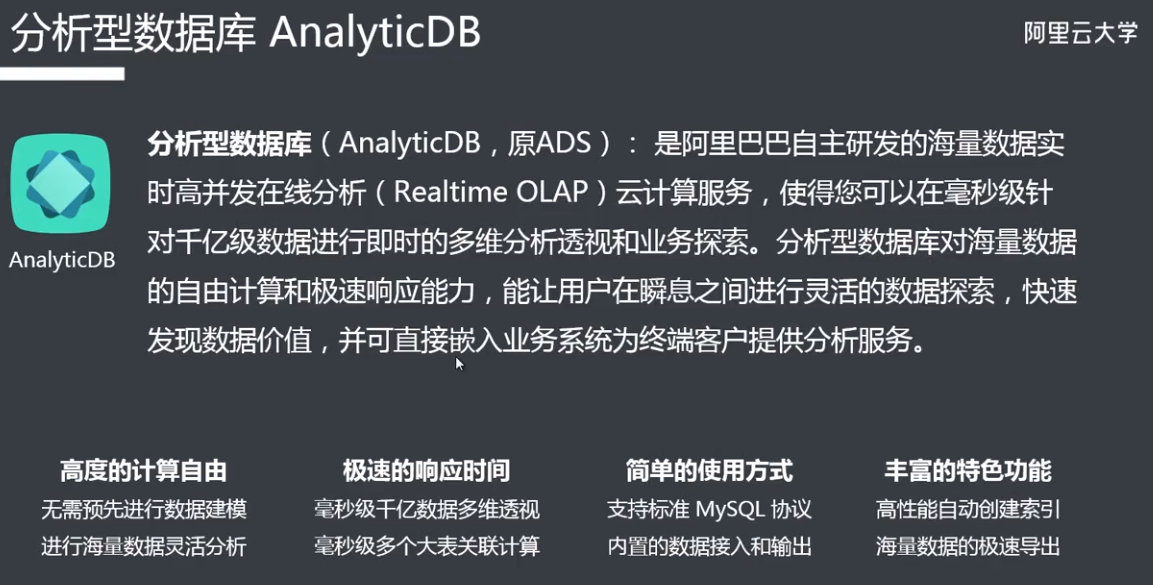 分析型数据库 AnalyticDB
阿里云大学
分析型数据库（AnalyticDB，原ADS）：是阿里巴巴自主研发的海量数据实
时高并发在线分析（Realtime OLAP）云计算服务，使得您可以在毫秒级针
对千亿级数据进行即时的多维分析透视和业务探索。分析型数据库对海量数据
的自由计算和极速响应能力，能让用户在瞬息之间进行灵活的数据探索，快速
发现数据价值，并可直接嵌入业务系统为终端客户提供分析服务。
AnalyticDB
高度的计算自由
无需预先进行数据建模
进行海量数据灵活分析
极速的响应时间
毫秒级千亿数据多维透视
毫秒级多个大表关联计算
简单的使用方式
支持标准 MySQL 协议
内置的数据接入和输出
丰富的特色功能
高性能自动创建索引
海量数据的极速导出